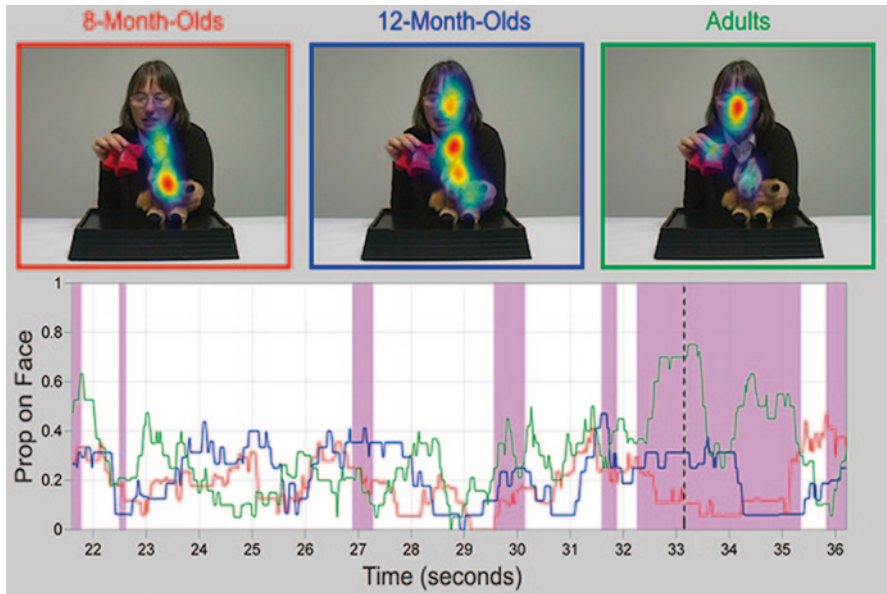 8-Month-Olds 12-Month-Olds Adults
Prop on Face
1
0.8
0.6
0.4
0.2
0
22 23 24 25 26 27 28 29 30 31 32 33 34 35 36
Time (seconds)